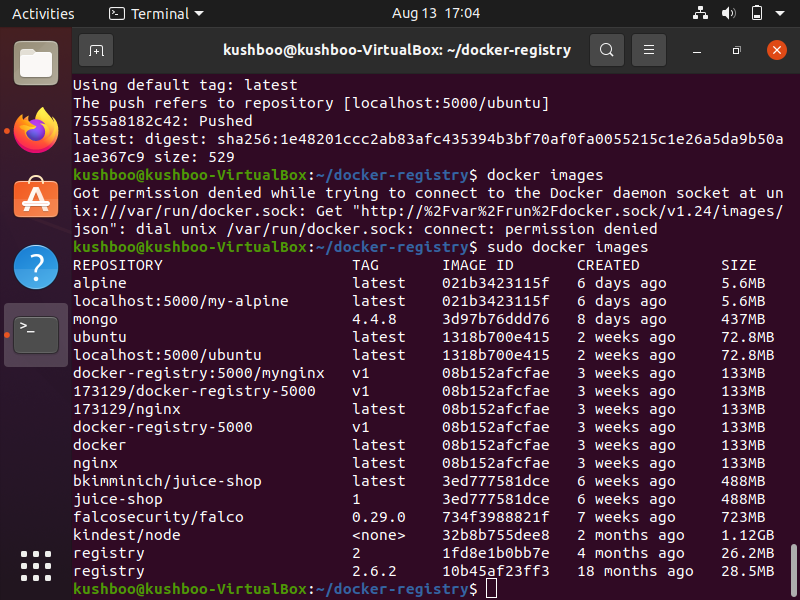 Activities Terminal Aug 13 17:04
kushboo@kushboo-VirtualBox: ~/docker-registry
Using default tag: latest
The push refers to repository [localhost:5000/ubuntu]
7555a8182c42: Pushed
latest: digest: sha256:1e48201ccc2ab83afc435394b3bf70af0fa0055215c1e26a5da9b50a
1ae367c9 size: 529
kushboo@kushboo-VirtualBox:~/docker-registry$ docker images
Got permission denied while trying to connect to the Docker daemon socket at un
ix:///var/run/docker.sock: Get "http://%2Fvar%2Frun%2Fdocker.sock/v1.24/images/
json": dial unix /var/run/docker.sock: connect: permission denied
kushboo@kushboo-VirtualBox:~/docker-registry$ sudo docker images
REPOSITORY TAG IMAGE ID CREATED SIZE
alpine latest 021b3423115f 6 days ago 5.6MB
localhost:5000/my-alpine latest 021b3423115f 6 days ago 5.6MB
mongo 4.4.8 3d97b76ddd76 8 days ago 437MB
ubuntu latest 1318b700e415 2 weeks ago 72.8MB
localhost:5000/ubuntu latest 1318b700e415 2 weeks ago 72.8MB
docker-registry:5000/mynginx v1 08b152afcfae 3 weeks ago 133MB
173129/docker-registry-5000 v1 08b152afcfae 3 weeks ago 133MB
173129/nginx latest 08b152afcfae 3 weeks ago 133MB
docker-registry-5000 v1 08b152afcfae 3 weeks ago 133MB
docker latest 08b152afcfae 3 weeks ago 133MB
nginx latest 08b152afcfae 3 weeks ago 133MB
bkimminich/juice-shop latest 3ed777581dce 6 weeks ago 488MB
juice-shop 1 3ed777581dce 6 weeks ago 488MB
falcosecurity/falco 0.29.0 734f3988821f 7 weeks ago 723MB
kindest/node <none> 32b8b755dee8 2 months ago 1.12GB
registry 2 1fd8e1b0bb7e 4 months ago 26.2MB
registry 2.6.2 10b45af23ff3 18 months ago 28.5MB
kushboo@kushboo-VirtualBox:~/docker-registry$